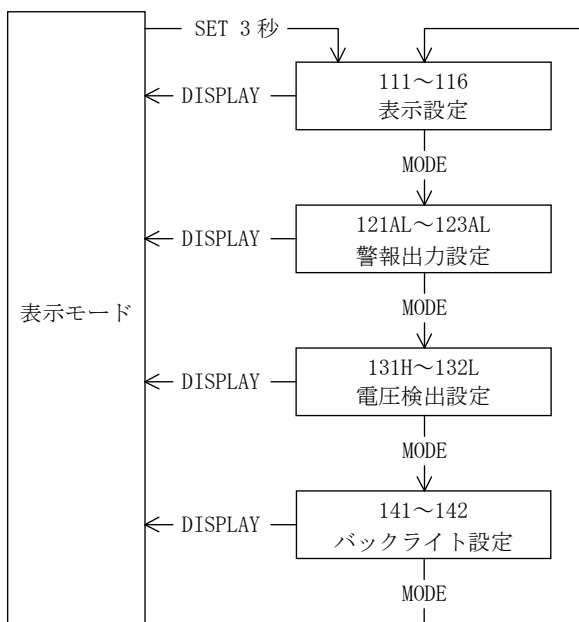 SET 3秒
111～116
表示設定
DISPLAY
MODE
121AL～123AL
警報出力設定
DISPLAY
MODE
表示モード
131H～132L
電圧検出設定
DISPLAY
MODE
141～142
バックライト設定
DISPLAY
MODE